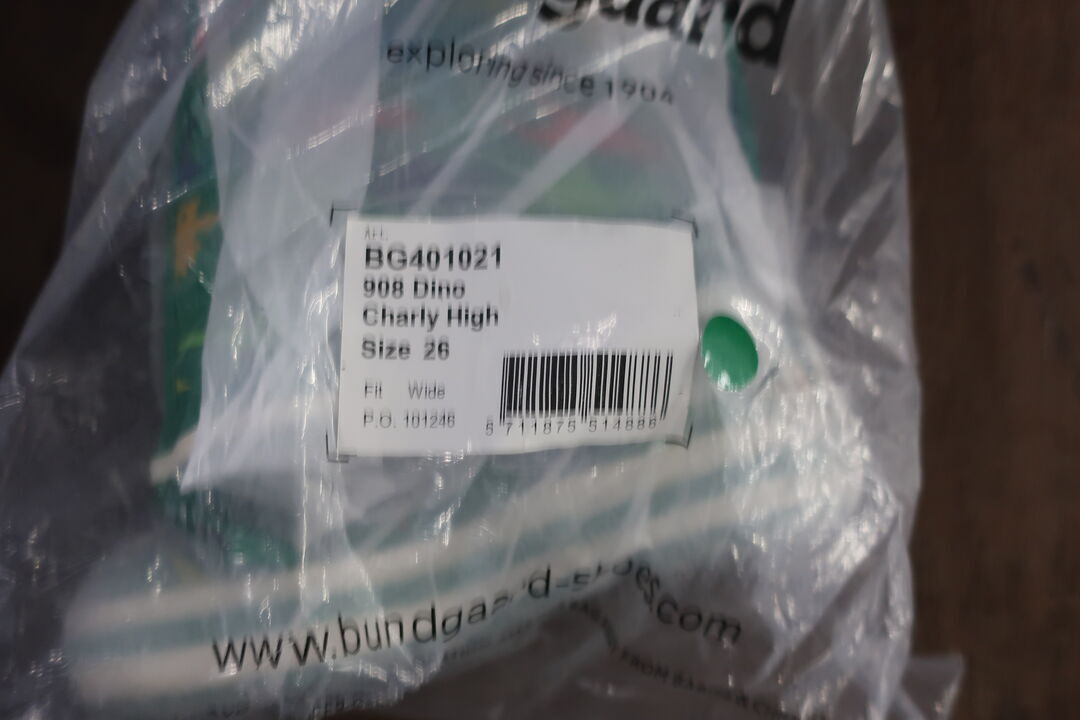 exploring since 1904
BG401021
908 Dino
Charly High
Size 26
Fit Wide
P.O. 101246
5 711875 514886
www.bundgaard-shoes.com